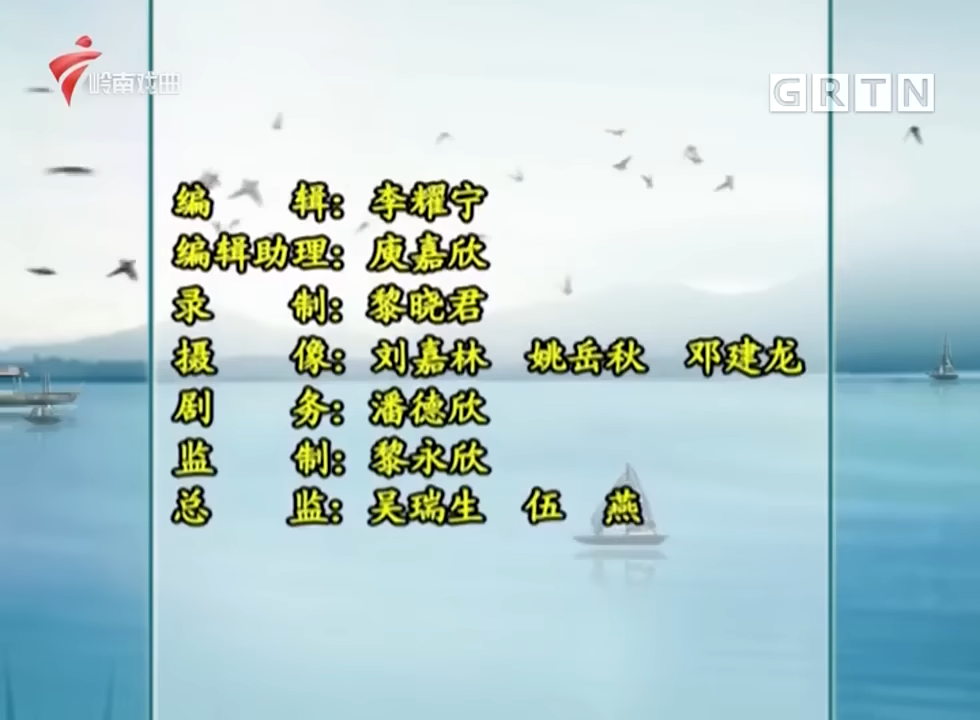 岭南戏曲
GRTN
编 辑：李耀宁
编辑助理：庾嘉欣
录 制：黎晓君
摄 像：刘嘉林 姚岳秋 邓建龙
剧 务：潘德欣
监 制：黎永欣
总 监：吴瑞生 伍 燕